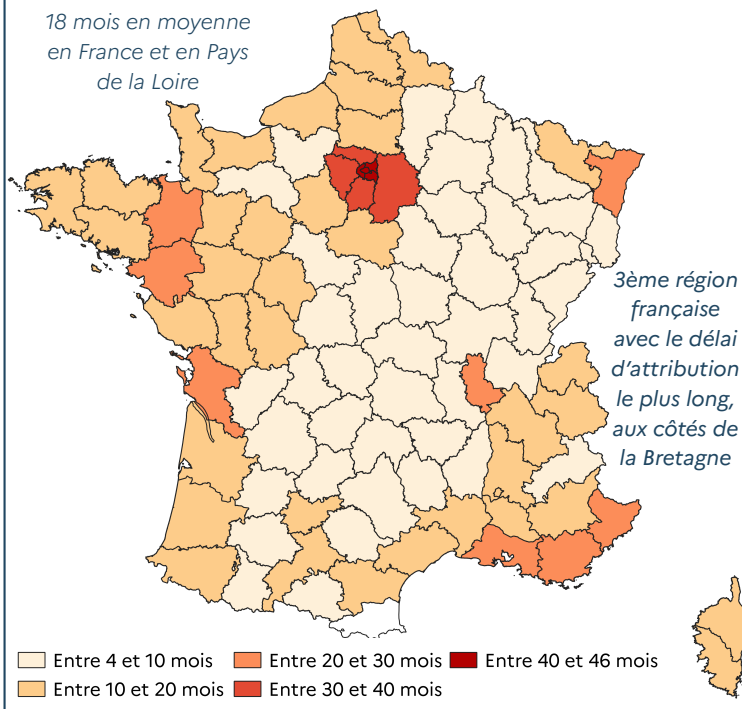 18 mois en moyenne
en France et en Pays
de la Loire
3ème région
française
avec le délai
d'attribution
le plus long,
aux côtés de
la Bretagne
Entre 4 et 10 mois
Entre 20 et 30 mois
Entre 40 et 46 mois
Entre 10 et 20 mois
Entre 30 et 40 mois